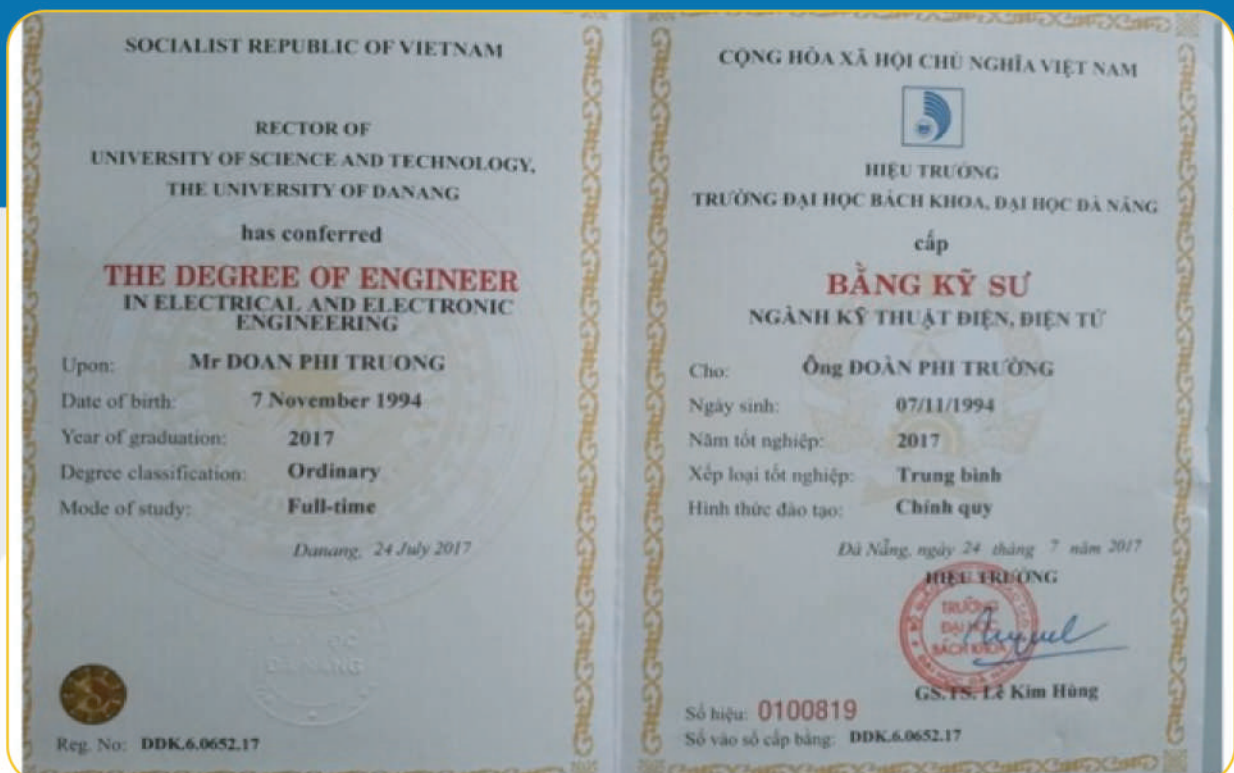 SOCIALIST REPUBLIC OF VIETNAM
RECTOR OF
UNIVERSITY OF SCIENCE AND TECHNOLOGY,
THE UNIVERSITY OF DANANG
has conferred
THE DEGREE OF ENGINEER
IN ELECTRICAL AND ELECTRONIC
ENGINEERING
Upon: Mr DOAN PHI TRUONG
Date of birth: 7 November 1994
Year of graduation: 2017
Degree classification: Ordinary
Mode of study: Full-time
Danang, 24 July 2017
ĐÀ NẴNG
Reg. No: DDK.6.0652.17
CỘNG HÒA XÃ HỘI CHỦ NGHĨA VIỆT NAM
HIỆU TRƯỞNG
TRƯỜNG ĐẠI HỌC BÁCH KHOA, ĐẠI HỌC ĐÀ NẴNG
cấp
BẰNG KỸ SƯ
NGÀNH KỸ THUẬT ĐIỆN, ĐIỆN TỬ
Cho: Ông ĐOÀN PHI TRƯỜNG
Ngày sinh: 07/11/1994
Năm tốt nghiệp: 2017
Xếp loại tốt nghiệp: Trung bình
Hình thức đào tạo: Chính quy
Đà Nẵng, ngày 24 tháng 7 năm 2017
HIỆU TRƯỞNG
TRƯỜNG
ĐẠI HỌC
BÁCH KHOA
GS.TS. Lê Kim Hùng
Số hiệu: 0100819
Số vào sổ cấp bằng: DDK.6.0652.17